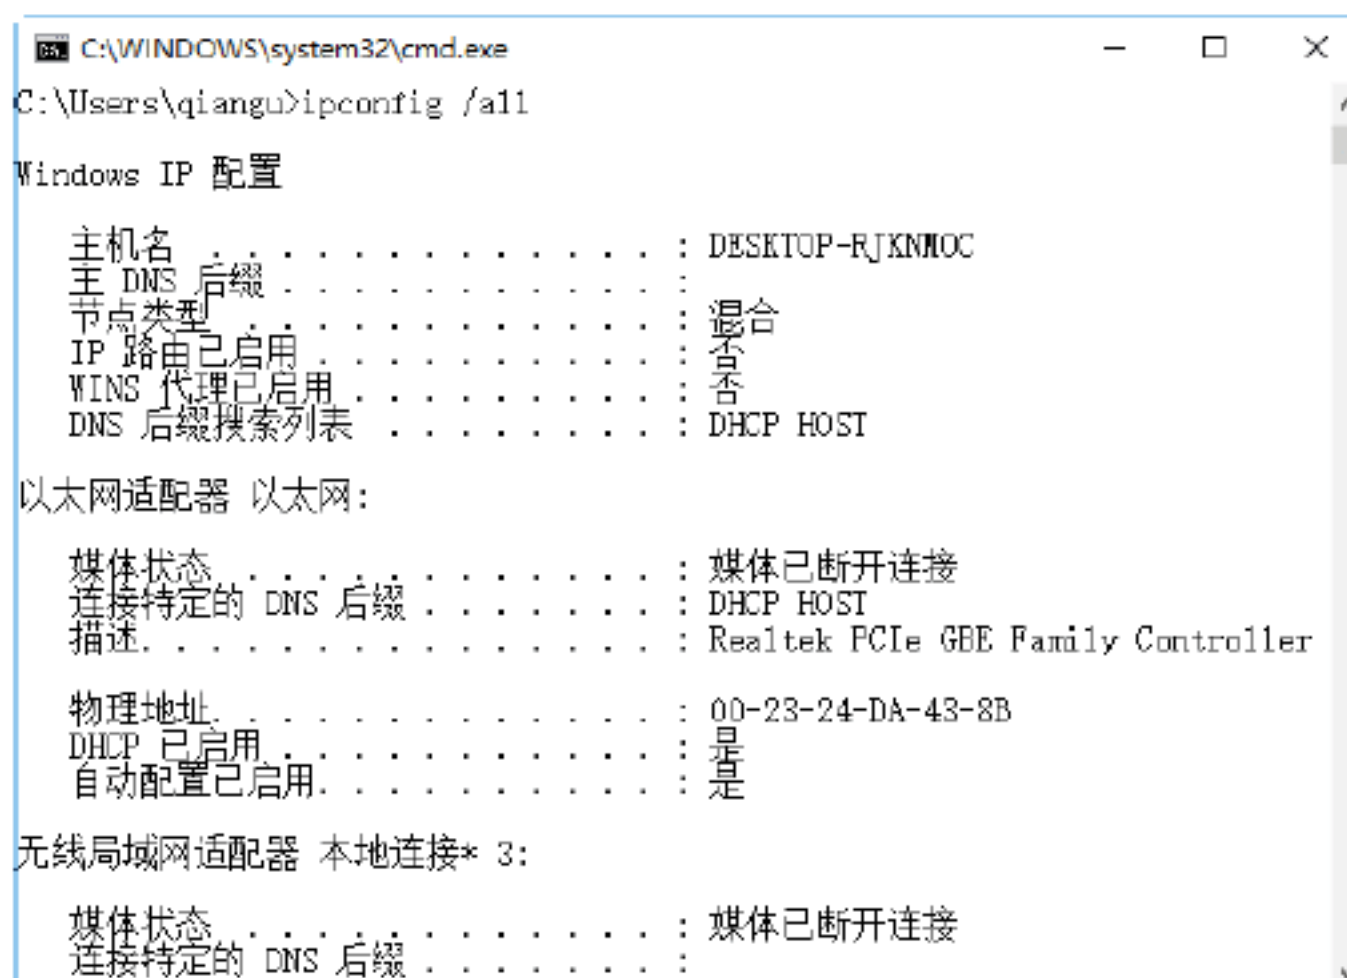 C:\WINDOWS\system32\cmd.exe
C:\Users\qiangu>ipconfig /all
Windows IP 配置
主机名 . . . . . . . . . . . . . : DESKTOP-RJKNMOC
主 DNS 后缀 . . . . . . . . . . . :
节点类型 . . . . . . . . . . . . : 混合
IP 路由已启用 . . . . . . . . . . : 否
WINS 代理已启用 . . . . . . . . . : 否
DNS 后缀搜索列表 . . . . . . . . : DHCP HOST
以太网适配器 以太网:
媒体状态 . . . . . . . . . . . . : 媒体已断开连接
连接特定的 DNS 后缀 . . . . . . . : DHCP HOST
描述. . . . . . . . . . . . . . . : Realtek PCIe GBE Family Controller
物理地址. . . . . . . . . . . . . : 00-23-24-DA-43-8B
DHCP 已启用 . . . . . . . . . . . : 是
自动配置已启用. . . . . . . . . . : 是
无线局域网适配器 本地连接* 3:
媒体状态 . . . . . . . . . . . . : 媒体已断开连接
连接特定的 DNS 后缀 . . . . . . . :